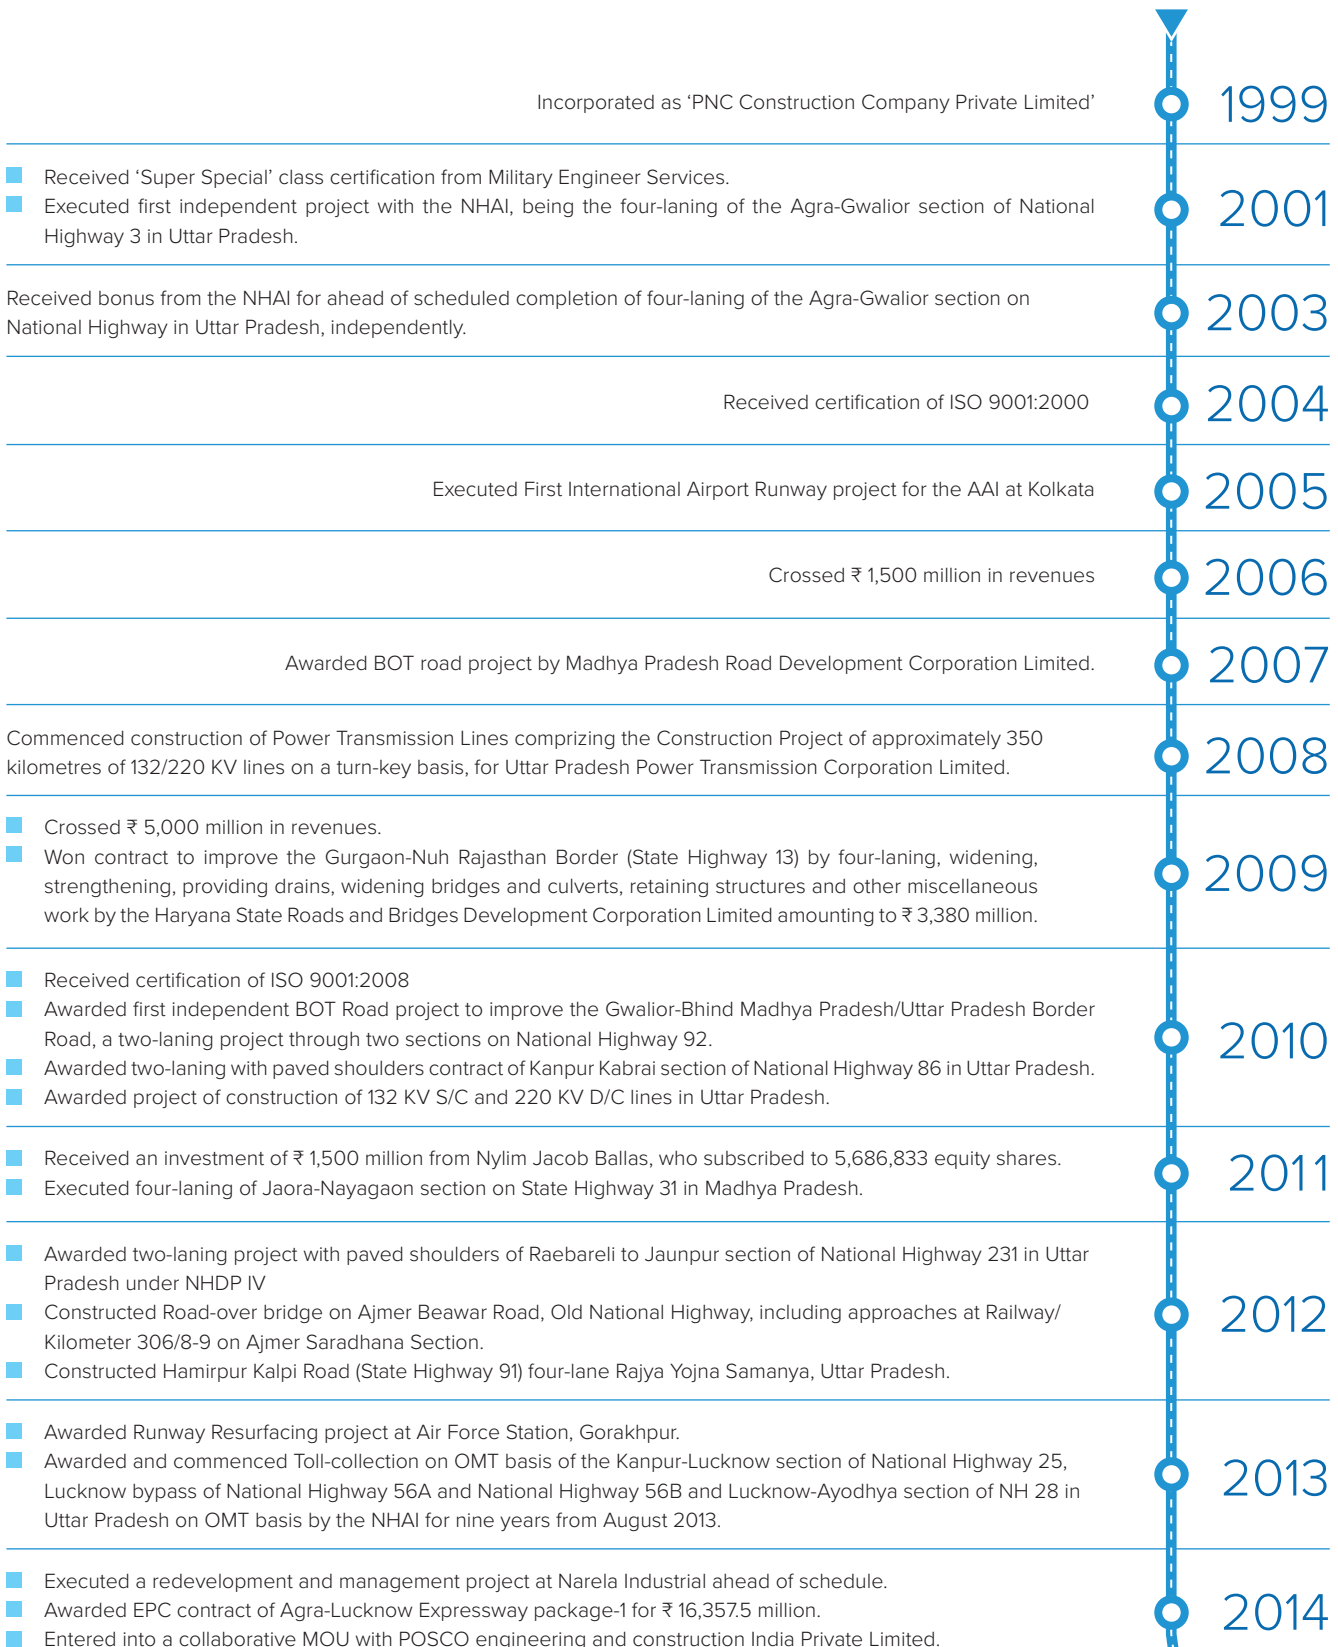 Incorporated as ‘PNC Construction Company Private Limited’
1999
Received ‘Super Special’ class certification from Military Engineer Services.
Executed first independent project with the NHAI, being the four-laning of the Agra-Gwalior section of National
Highway 3 in Uttar Pradesh.
2001
Received bonus from the NHAI for ahead of scheduled completion of four-laning of the Agra-Gwalior section on
National Highway in Uttar Pradesh, independently.
2003
Received certification of ISO 9001:2000
2004
Executed First International Airport Runway project for the AAI at Kolkata
2005
Crossed ₹ 1,500 million in revenues
2006
Awarded BOT road project by Madhya Pradesh Road Development Corporation Limited.
2007
Commenced construction of Power Transmission Lines comprizing the Construction Project of approximately 350
kilometres of 132/220 KV lines on a turn-key basis, for Uttar Pradesh Power Transmission Corporation Limited.
2008
Crossed ₹ 5,000 million in revenues.
Won contract to improve the Gurgaon-Nuh Rajasthan Border (State Highway 13) by four-laning, widening,
strengthening, providing drains, widening bridges and culverts, retaining structures and other miscellaneous
work by the Haryana State Roads and Bridges Development Corporation Limited amounting to ₹ 3,380 million.
2009
Received certification of ISO 9001:2008
Awarded first independent BOT Road project to improve the Gwalior-Bhind Madhya Pradesh/Uttar Pradesh Border
Road, a two-laning project through two sections on National Highway 92.
Awarded two-laning with paved shoulders contract of Kanpur Kabrai section of National Highway 86 in Uttar Pradesh.
Awarded project of construction of 132 KV S/C and 220 KV D/C lines in Uttar Pradesh.
2010
Received an investment of ₹ 1,500 million from Nylim Jacob Ballas, who subscribed to 5,686,833 equity shares.
Executed four-laning of Jaora-Nayagaon section on State Highway 31 in Madhya Pradesh.
2011
Awarded two-laning project with paved shoulders of Raebareli to Jaunpur section of National Highway 231 in Uttar
Pradesh under NHDP IV
Constructed Road-over bridge on Ajmer Beawar Road, Old National Highway, including approaches at Railway/
Kilometer 306/8-9 on Ajmer Saradhana Section.
Constructed Hamirpur Kalpi Road (State Highway 91) four-lane Rajya Yojna Samanya, Uttar Pradesh.
2012
Awarded Runway Resurfacing project at Air Force Station, Gorakhpur.
Awarded and commenced Toll-collection on OMT basis of the Kanpur-Lucknow section of National Highway 25,
Lucknow bypass of National Highway 56A and National Highway 56B and Lucknow-Ayodhya section of NH 28 in
Uttar Pradesh on OMT basis by the NHAI for nine years from August 2013.
2013
Executed a redevelopment and management project at Narela Industrial ahead of schedule.
Awarded EPC contract of Agra-Lucknow Expressway package-1 for ₹ 16,357.5 million.
Entered into a collaborative MOU with POSCO engineering and construction India Private Limited.
2014